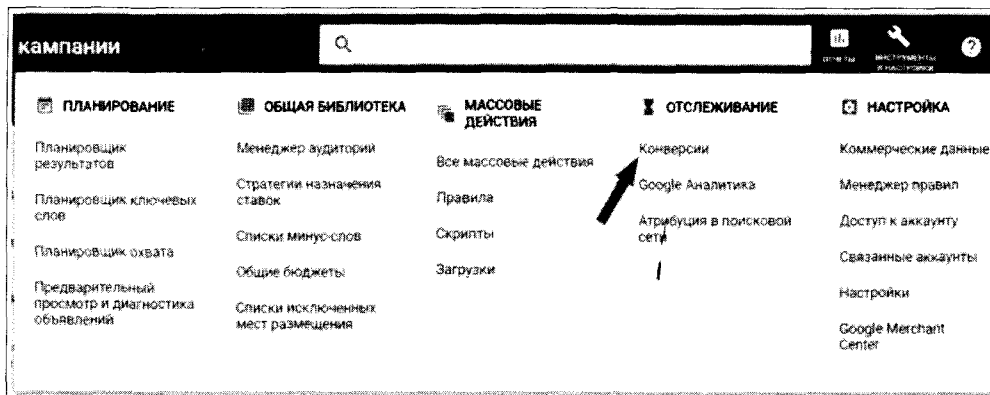 кампании
ОТЧЕТЫ
ИНСТРУМЕНТЫ
И НАСТРОЙКИ
?
ПЛАНИРОВАНИЕ
Планировщик
результатов
Планировщик ключевых
слов
Планировщик охвата
Предварительный
просмотр и диагностика
объявлений
ОБЩАЯ БИБЛИОТЕКА
Менеджер аудиторий
Стратегии назначения
ставок
Списки минус-слов
Общие бюджеты
Списки исключенных
мест размещения
МАССОВЫЕ
ДЕЙСТВИЯ
Все массовые действия
Правила
Скрипты
Загрузки
ОТСЛЕЖИВАНИЕ
Конверсии
Google Аналитика
Атрибуция в поисковой
сети
НАСТРОЙКА
Коммерческие данные
Менеджер правил
Доступ к аккаунту
Связанные аккаунты
Настройки
Google Merchant
Center